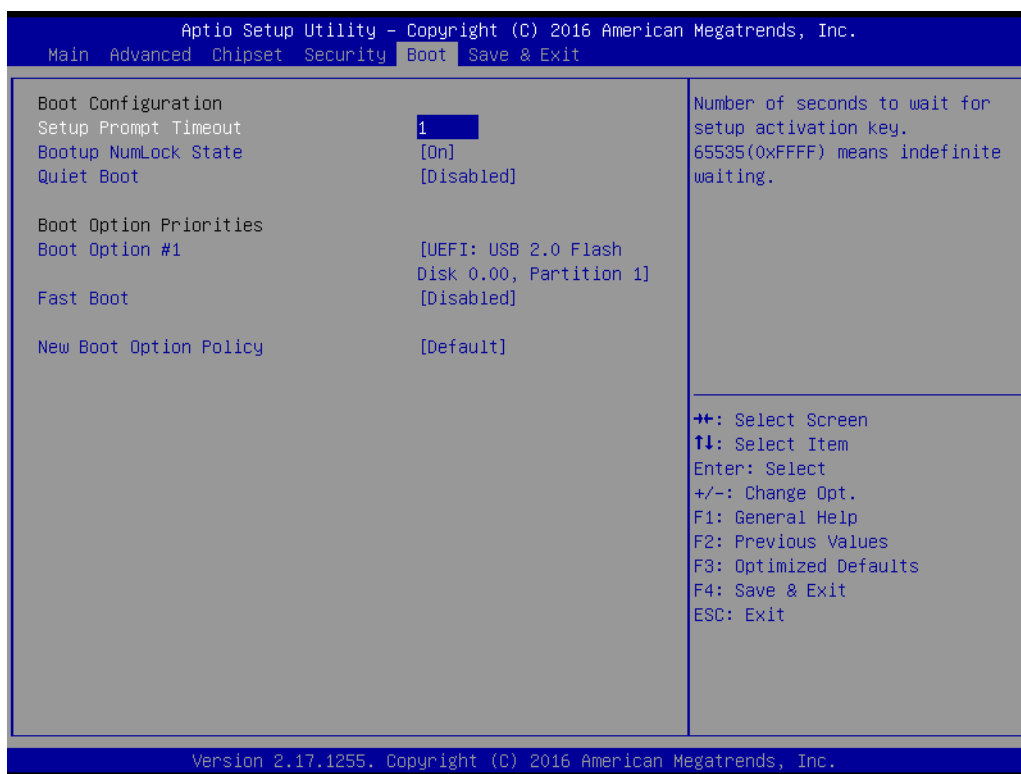 Aptio Setup Utility – Copyright (C) 2016 American Megatrends, Inc.
Main Advanced Chipset Security Boot Save & Exit
Boot Configuration
Setup Prompt Timeout 1
Bootup NumLock State [On]
Quiet Boot [Disabled]
Boot Option Priorities
Boot Option #1 [UEFI: USB 2.0 Flash
Disk 0.00, Partition 1]
Fast Boot [Disabled]
New Boot Option Policy [Default]
Number of seconds to wait for
setup activation key.
65535(0xFFFF) means indefinite
waiting.
→←: Select Screen
↑↓: Select Item
Enter: Select
+/-: Change Opt.
F1: General Help
F2: Previous Values
F3: Optimized Defaults
F4: Save & Exit
ESC: Exit
Version 2.17.1255. Copyright (C) 2016 American Megatrends, Inc.